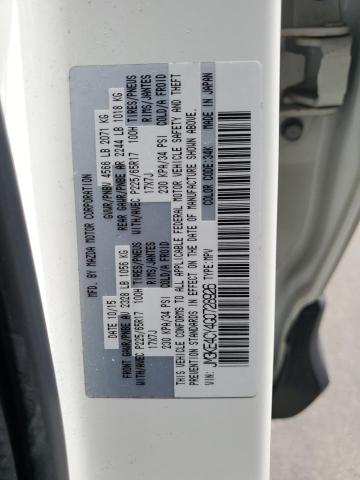 MFD. BY MAZDA MOTOR CORPORATION
DATE: 10/15 GVWR/PNBV: 4566 LB 2071 KG
FRONT GAWR/PNBE AV: 2328 LB 1056 KG REAR GAWR/PNBE AR: 2244 LB 1018 KG
WITH/AVEC P225/65R17 100H TIRES/PNEUS WITH/AVEC P225/65R17 100H TIRES/PNEUS
17X7J RIMS/JANTES 17X7J RIMS/JANTES
230 KPA/34 PSI COLD/A FROID 230 KPA/34 PSI COLD/A FROID
THIS VEHICLE CONFORMS TO ALL APPLICABLE FEDERAL MOTOR VEHICLE SAFETY AND THEFT
PREVENTION STANDARDS IN EFFECT ON THE DATE OF MANUFACTURE SHOWN ABOVE.
VIN: TYPE: MPV COLOR CODE: 34K MADE IN JAPAN